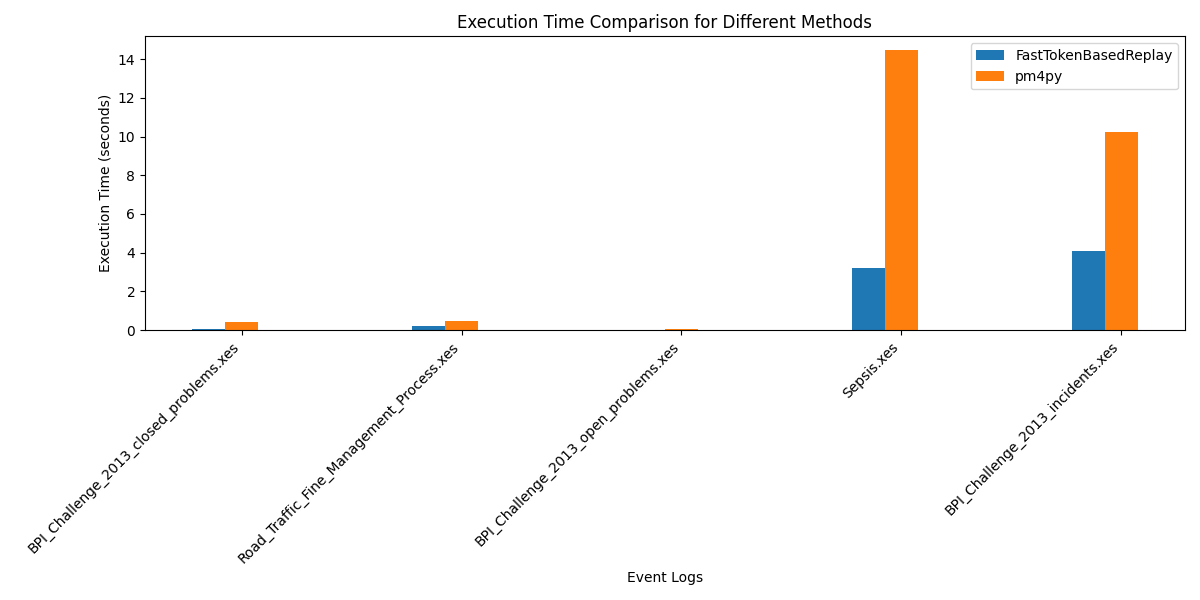 Execution Time Comparison for Different Methods
FastTokenBasedReplay
pm4py
Execution Time (seconds)
14
12
10
8
6
4
2
0
BPI_Challenge_2013_closed_problems.xes
Road_Traffic_Fine_Management_Process.xes
BPI_Challenge_2013_open_problems.xes
Sepsis.xes
BPI_Challenge_2013_incidents.xes
Event Logs